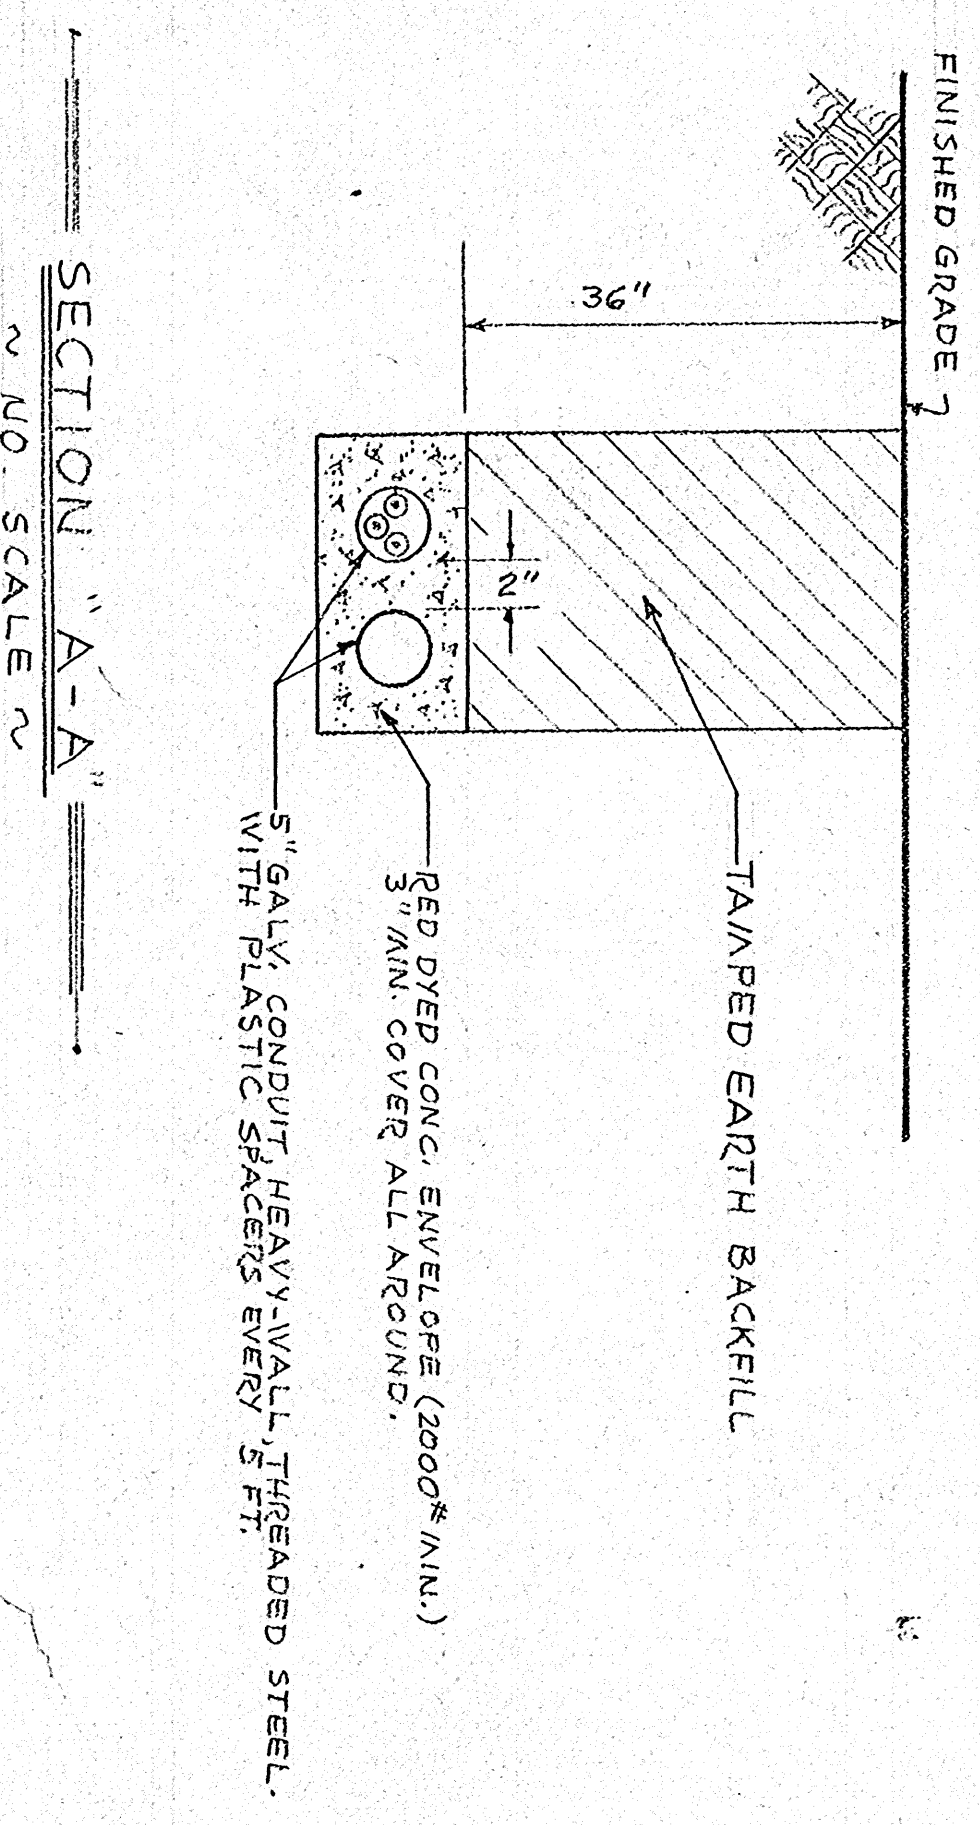 FINISHED GRADE
36"
2"
TAMPED EARTH BACKFILL
RED DYED CONC. ENVELOPE (2000# MIN.)
3" MIN. COVER ALL AROUND.
5" GALV. CONDUIT, HEAVY-WALL, THREADED STEEL.
WITH PLASTIC SPACERS EVERY 5 FT.
SECTION "A-A"
~ NO SCALE ~